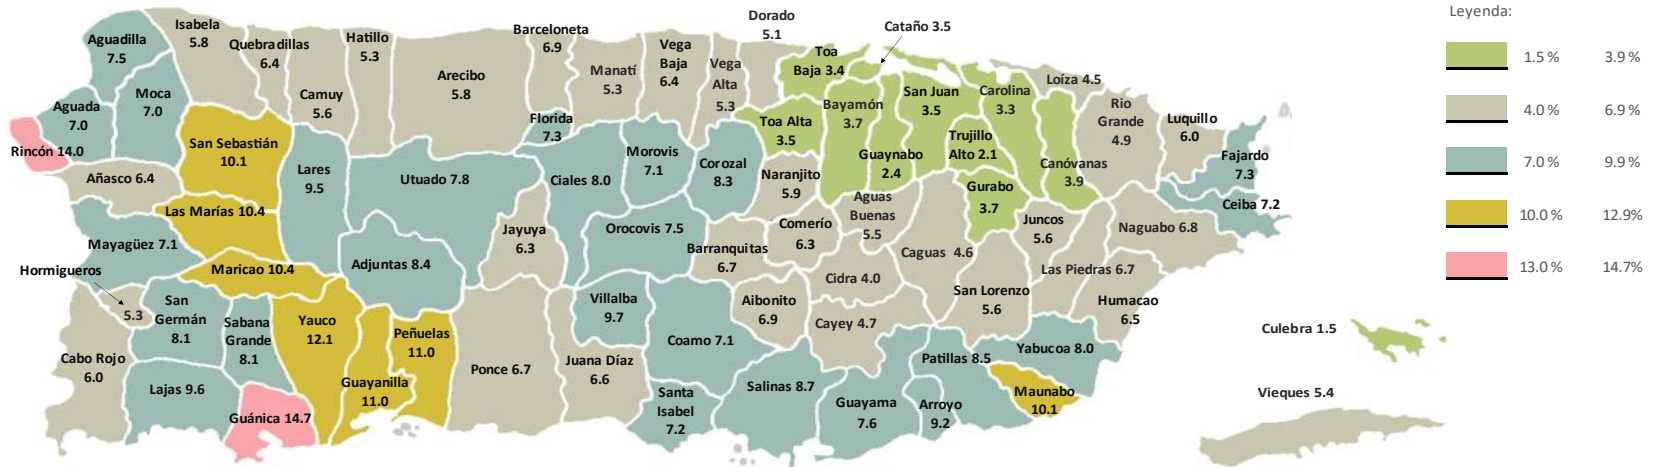 Leyenda:
1.5 % 3.9 %
4.0 % 6.9 %
7.0 % 9.9 %
10.0 % 12.9%
13.0 % 14.7%
Aguadilla
7.5
Isabela
5.8
Quebradillas
6.4
Camuy
5.6
Hatillo
5.3
Arecibo
5.8
Barceloneta
6.9
Florida
7.3
Manatí
5.3
Vega
Baja
6.4
Vega
Alta
5.3
Dorado
5.1
Toa
Baja 3.4
Cataño 3.5
Toa Alta
3.5
Bayamón
3.7
Guaynabo
2.4
San Juan
3.5
Trujillo
Alto 2.1
Carolina
3.3
Loíza 4.5
Canóvanas
3.9
Rio
Grande
4.9
Luquillo
6.0
Fajardo
7.3
Ceiba 7.2
Aguada
7.0
Moca
7.0
Rincón 14.0
Añasco 6.4
San Sebastián
10.1
Lares
9.5
Utuado 7.8
Ciales 8.0
Morovis
7.1
Corozal
8.3
Naranjito
5.9
Aguas
Buenas
5.5
Gurabo
3.7
Juncos
5.6
Naguabo 6.8
Las Marías 10.4
Mayagüez 7.1
Maricao 10.4
Adjuntas 8.4
Jayuya
6.3
Orocovis 7.5
Barranquitas
6.7
Comerío
6.3
Cidra 4.0
Caguas 4.6
San Lorenzo
5.6
Las Piedras 6.7
Humacao
6.5
Hormigueros
5.3
San
Germán
8.1
Sabana
Grande
8.1
Yauco
12.1
Guayanilla
11.0
Peñuelas
11.0
Ponce 6.7
Juana Díaz
6.6
Villalba
9.7
Coamo 7.1
Aibonito
6.9
Cayey 4.7
Patillas 8.5
Yabucoa 8.0
Maunabo
10.1
Cabo Rojo
6.0
Lajas 9.6
Guánica 14.7
Santa
Isabel
7.2
Salinas 8.7
Guayama
7.6
Arroyo
9.2
Culebra 1.5
Vieques 5.4